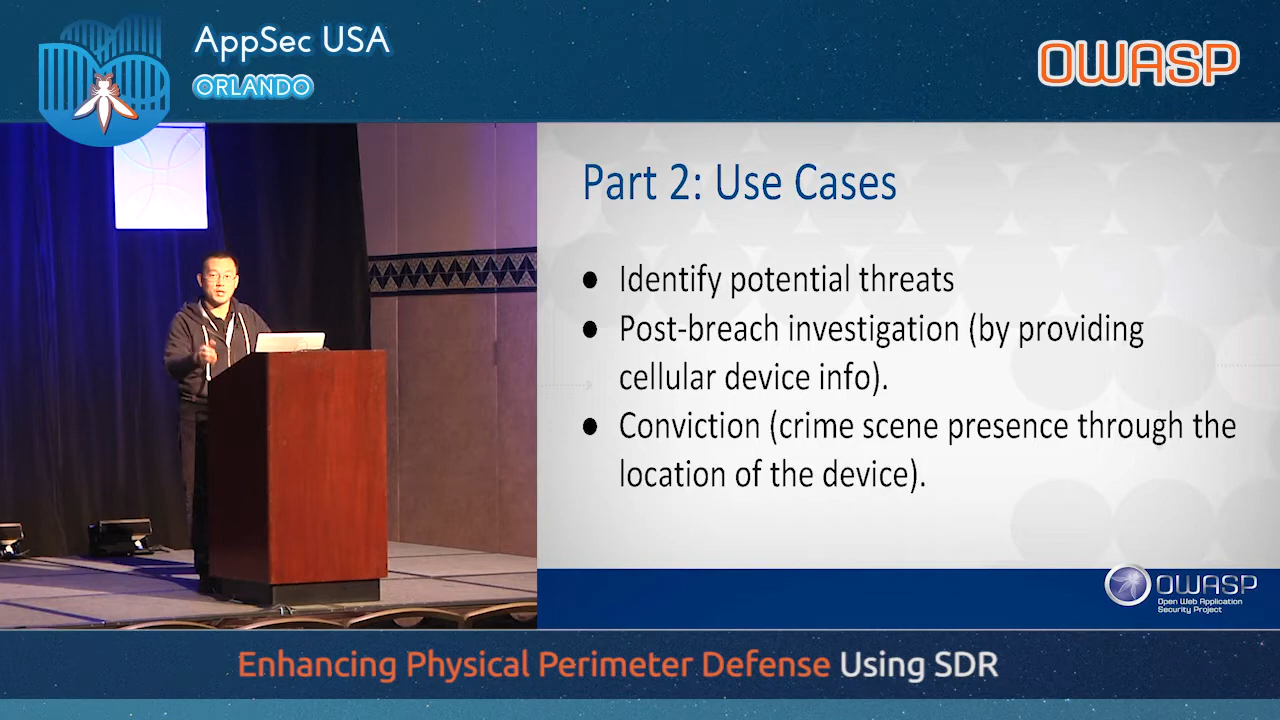 AppSec USA
ORLANDO
OWASP
Part 2: Use Cases
● Identify potential threats
● Post-breach investigation (by providing
cellular device info).
● Conviction (crime scene presence through the
location of the device).
OWASP
Open Web Application
Security Project
Enhancing Physical Perimeter Defense Using SDR